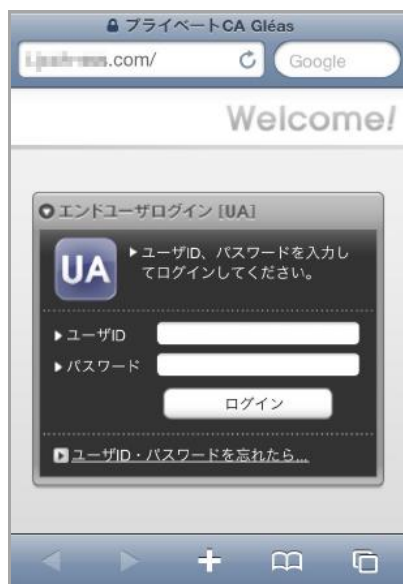 プライベートCA Gléas
.com/
Google
Welcome!
エンドユーザログイン [UA]
UA
ユーザID、パスワードを入力し
てログインしてください。
ユーザID
パスワード
ログイン
ユーザID・パスワードを忘れたら...